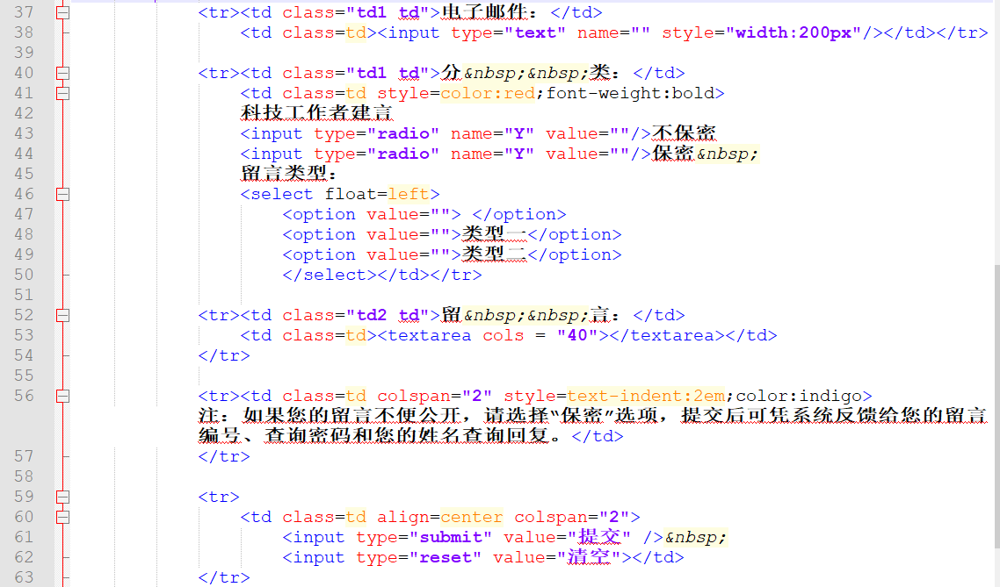 37 <tr><td class="td1 td">电子邮件：</td>
38 <td class=td><input type="text" name="" style="width:200px"/></td></tr>
39
40 <tr><td class="td1 td">分&nbsp;&nbsp;类：</td>
41 <td class=td style=color:red;font-weight:bold>
42 科技工作者建言
43 <input type="radio" name="Y" value=""/>不保密
44 <input type="radio" name="Y" value=""/>保密&nbsp;
45 留言类型：
46 <select float=left>
47 <option value=""> </option>
48 <option value="">类型一</option>
49 <option value="">类型二</option>
50 </select></td></tr>
51
52 <tr><td class="td2 td">留&nbsp;&nbsp;言：</td>
53 <td class=td><textarea cols = "40"></textarea></td>
54 </tr>
55
56 <tr><td class=td colspan="2" style=text-indent:2em;color:indigo>
注：如果您的留言不便公开，请选择“保密”选项，提交后可凭系统反馈给您的留言
编号、查询密码和您的姓名查询回复。</td>
57 </tr>
58
59 <tr>
60 <td class=td align=center colspan="2">
61 <input type="submit" value="提交" />&nbsp;
62 <input type="reset" value="清空"></td>
63 </tr>